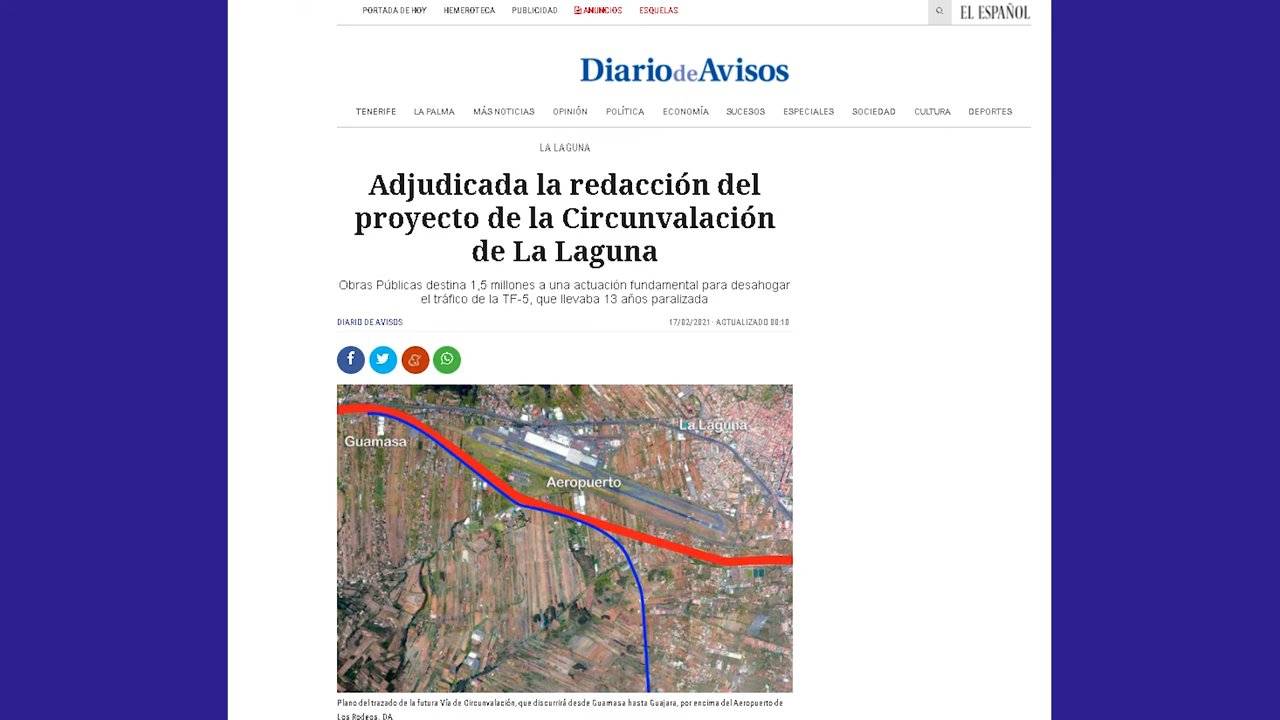 PORTADA DE HOY HEMEROTECA PUBLICIDAD ANUNCIOS ESQUELAS
EL ESPAÑOL
Diario de Avisos
TENERIFE LA PALMA MÁS NOTICIAS OPINIÓN POLÍTICA ECONOMÍA SUCESOS ESPECIALES SOCIEDAD CULTURA DEPORTES
LA LAGUNA
Adjudicada la redacción del
proyecto de la Circunvalación
de La Laguna
Obras Públicas destina 1,5 millones a una actuación fundamental para desahogar
el tráfico de la TF-5, que llevaba 13 años paralizada
DIARIO DE AVISOS 17/02/2021 · ACTUALIZADO 00:10
La Laguna
Guamasa
Aeropuerto
Plano del trazado de la futura Vía de Circunvalación, que discurrirá desde Guamasa hasta Guajara, por encima del Aeropuerto de
Los Rodeos. DA